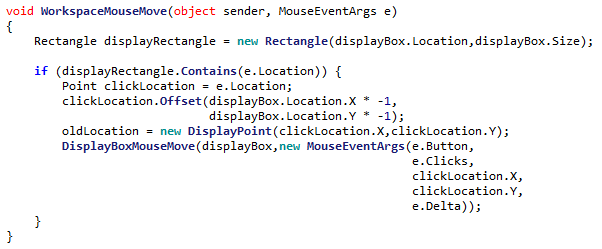 void WorkspaceMouseMove(object sender, MouseEventArgs e)
{
    Rectangle displayRectangle = new Rectangle(displayBox.Location,displayBox.Size);

    if (displayRectangle.Contains(e.Location)) {
        Point clickLocation = e.Location;
        clickLocation.Offset(displayBox.Location.X * -1,
                             displayBox.Location.Y * -1);
        oldLocation = new DisplayPoint(clickLocation.X,clickLocation.Y);
        DisplayBoxMouseMove(displayBox,new MouseEventArgs(e.Button,
                                                          e.Clicks,
                                                          clickLocation.X,
                                                          clickLocation.Y,
                                                          e.Delta));
    }
}